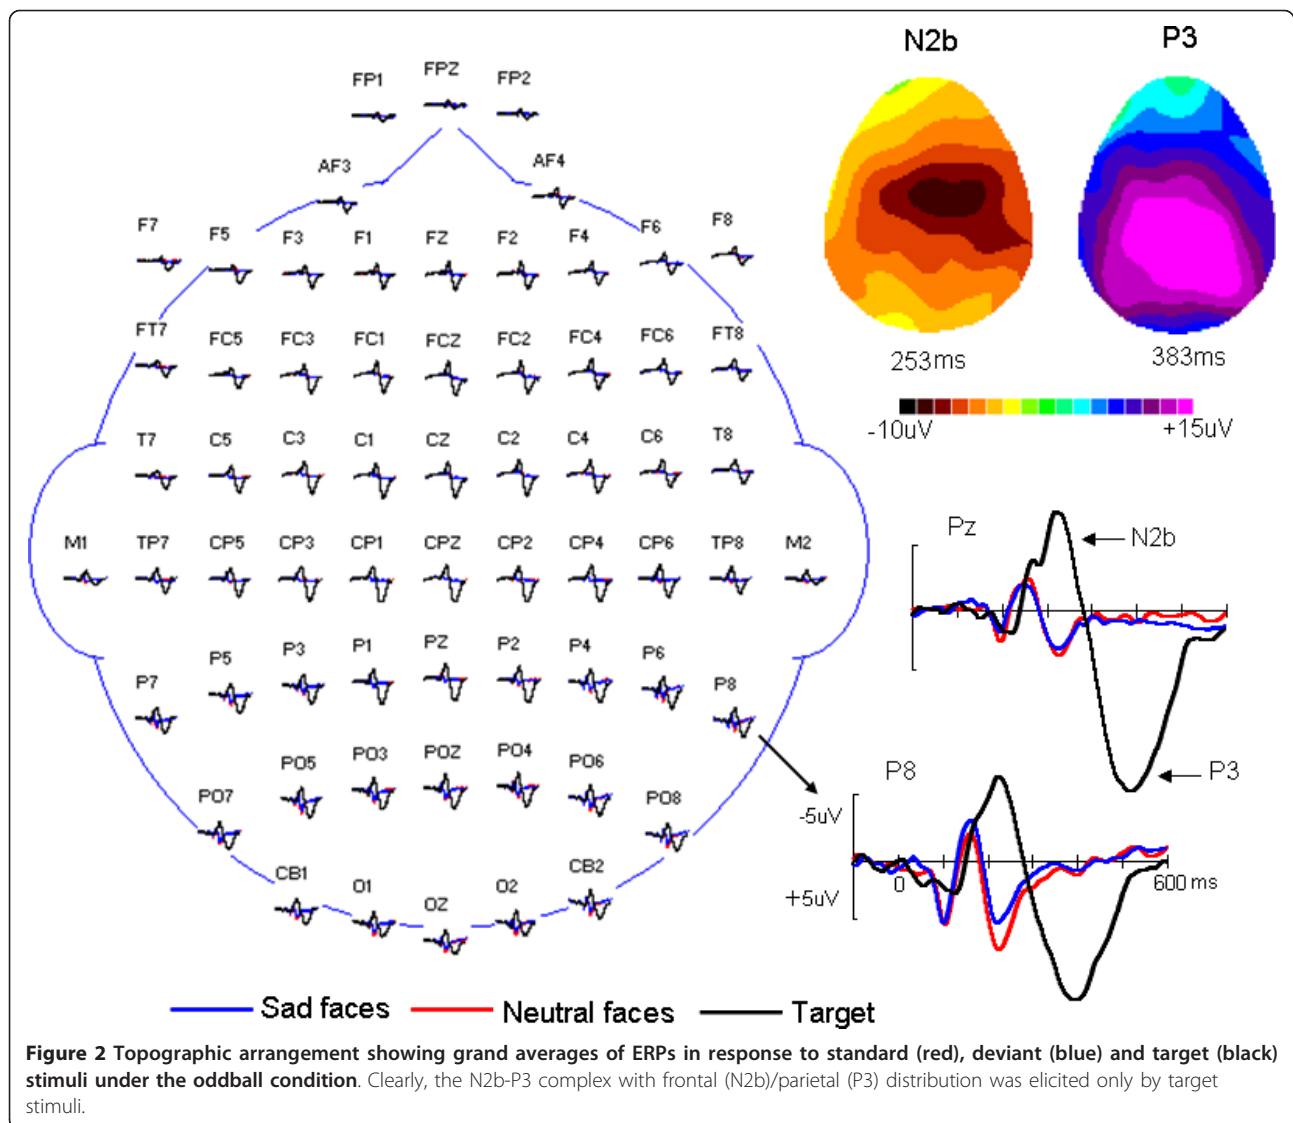 N2b P3
FP1 FPZ FP2
AF3 AF4
F7 F5 F3 F1 FZ F2 F4 F6 F8
FT7 FC5 FC3 FC1 FCZ FC2 FC4 FC6 FT8
253ms 383ms
-10uV +15uV
T7 C5 C3 C1 CZ C2 C4 C6 T8
M1 TP7 CP5 CP3 CP1 CPZ CP2 CP4 CP6 TP8 M2
Pz N2b
P7 P5 P3 P1 PZ P2 P4 P6 P8
P3
PO7 PO5 PO3 POZ PO4 PO6 PO8
P8
-5uV
+5uV 0 600 ms
CB1 O1 OZ O2 CB2
Sad faces Neutral faces Target
Figure 2 Topographic arrangement showing grand averages of ERPs in response to standard (red), deviant (blue) and target (black)
stimuli under the oddball condition. Clearly, the N2b-P3 complex with frontal (N2b)/parietal (P3) distribution was elicited only by target
stimuli.